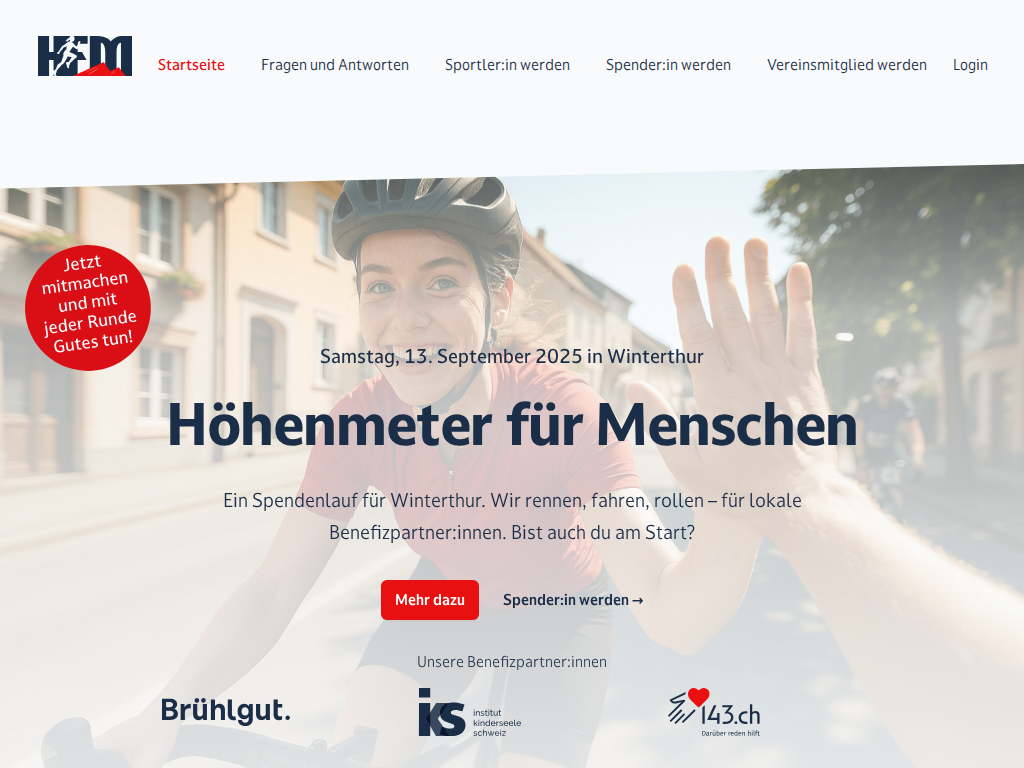 HFM
Startseite
Fragen und Antworten
Sportler:in werden
Spender:in werden
Vereinsmitglied werden
Login
Jetzt
mitmachen
und mit
jeder Runde
Gutes tun!
Samstag, 13. September 2025 in Winterthur
Höhenmeter für Menschen
Ein Spendenlauf für Winterthur. Wir rennen, fahren, rollen – für lokale
Benefizpartner:innen. Bist auch du am Start?
Mehr dazu
Spender:in werden →
Unsere Benefizpartner:innen
Brühlgut.
iks
institut
kinderseele
schweiz
143.ch
Darüber reden hilft